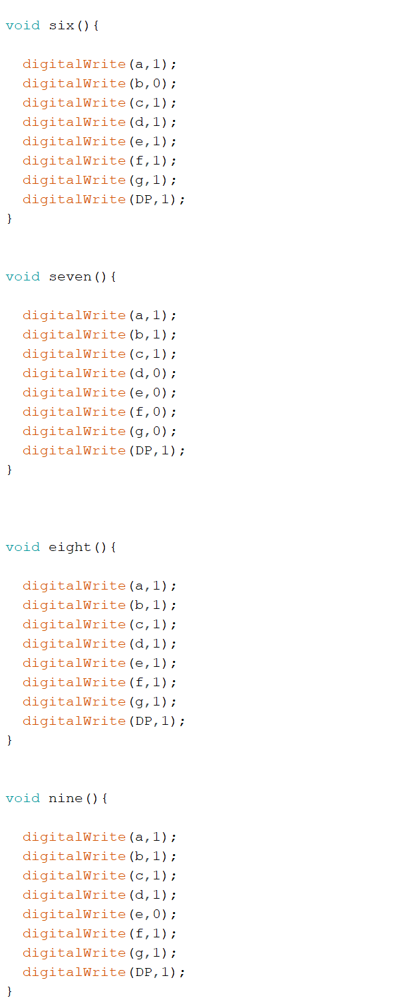 void six(){
digitalWrite(a,1);
digitalWrite(b,0);
digitalWrite(c,1);
digitalWrite(d,1);
digitalWrite(e,1);
digitalWrite(f,1);
digitalWrite(g,1);
digitalWrite(DP,1);
}
void seven(){
digitalWrite(a,1);
digitalWrite(b,1);
digitalWrite(c,1);
digitalWrite(d,0);
digitalWrite(e,0);
digitalWrite(f,0);
digitalWrite(g,0);
digitalWrite(DP,1);
}
void eight(){
digitalWrite(a,1);
digitalWrite(b,1);
digitalWrite(c,1);
digitalWrite(d,1);
digitalWrite(e,1);
digitalWrite(f,1);
digitalWrite(g,1);
digitalWrite(DP,1);
}
void nine(){
digitalWrite(a,1);
digitalWrite(b,1);
digitalWrite(c,1);
digitalWrite(d,1);
digitalWrite(e,0);
digitalWrite(f,1);
digitalWrite(g,1);
digitalWrite(DP,1);
}